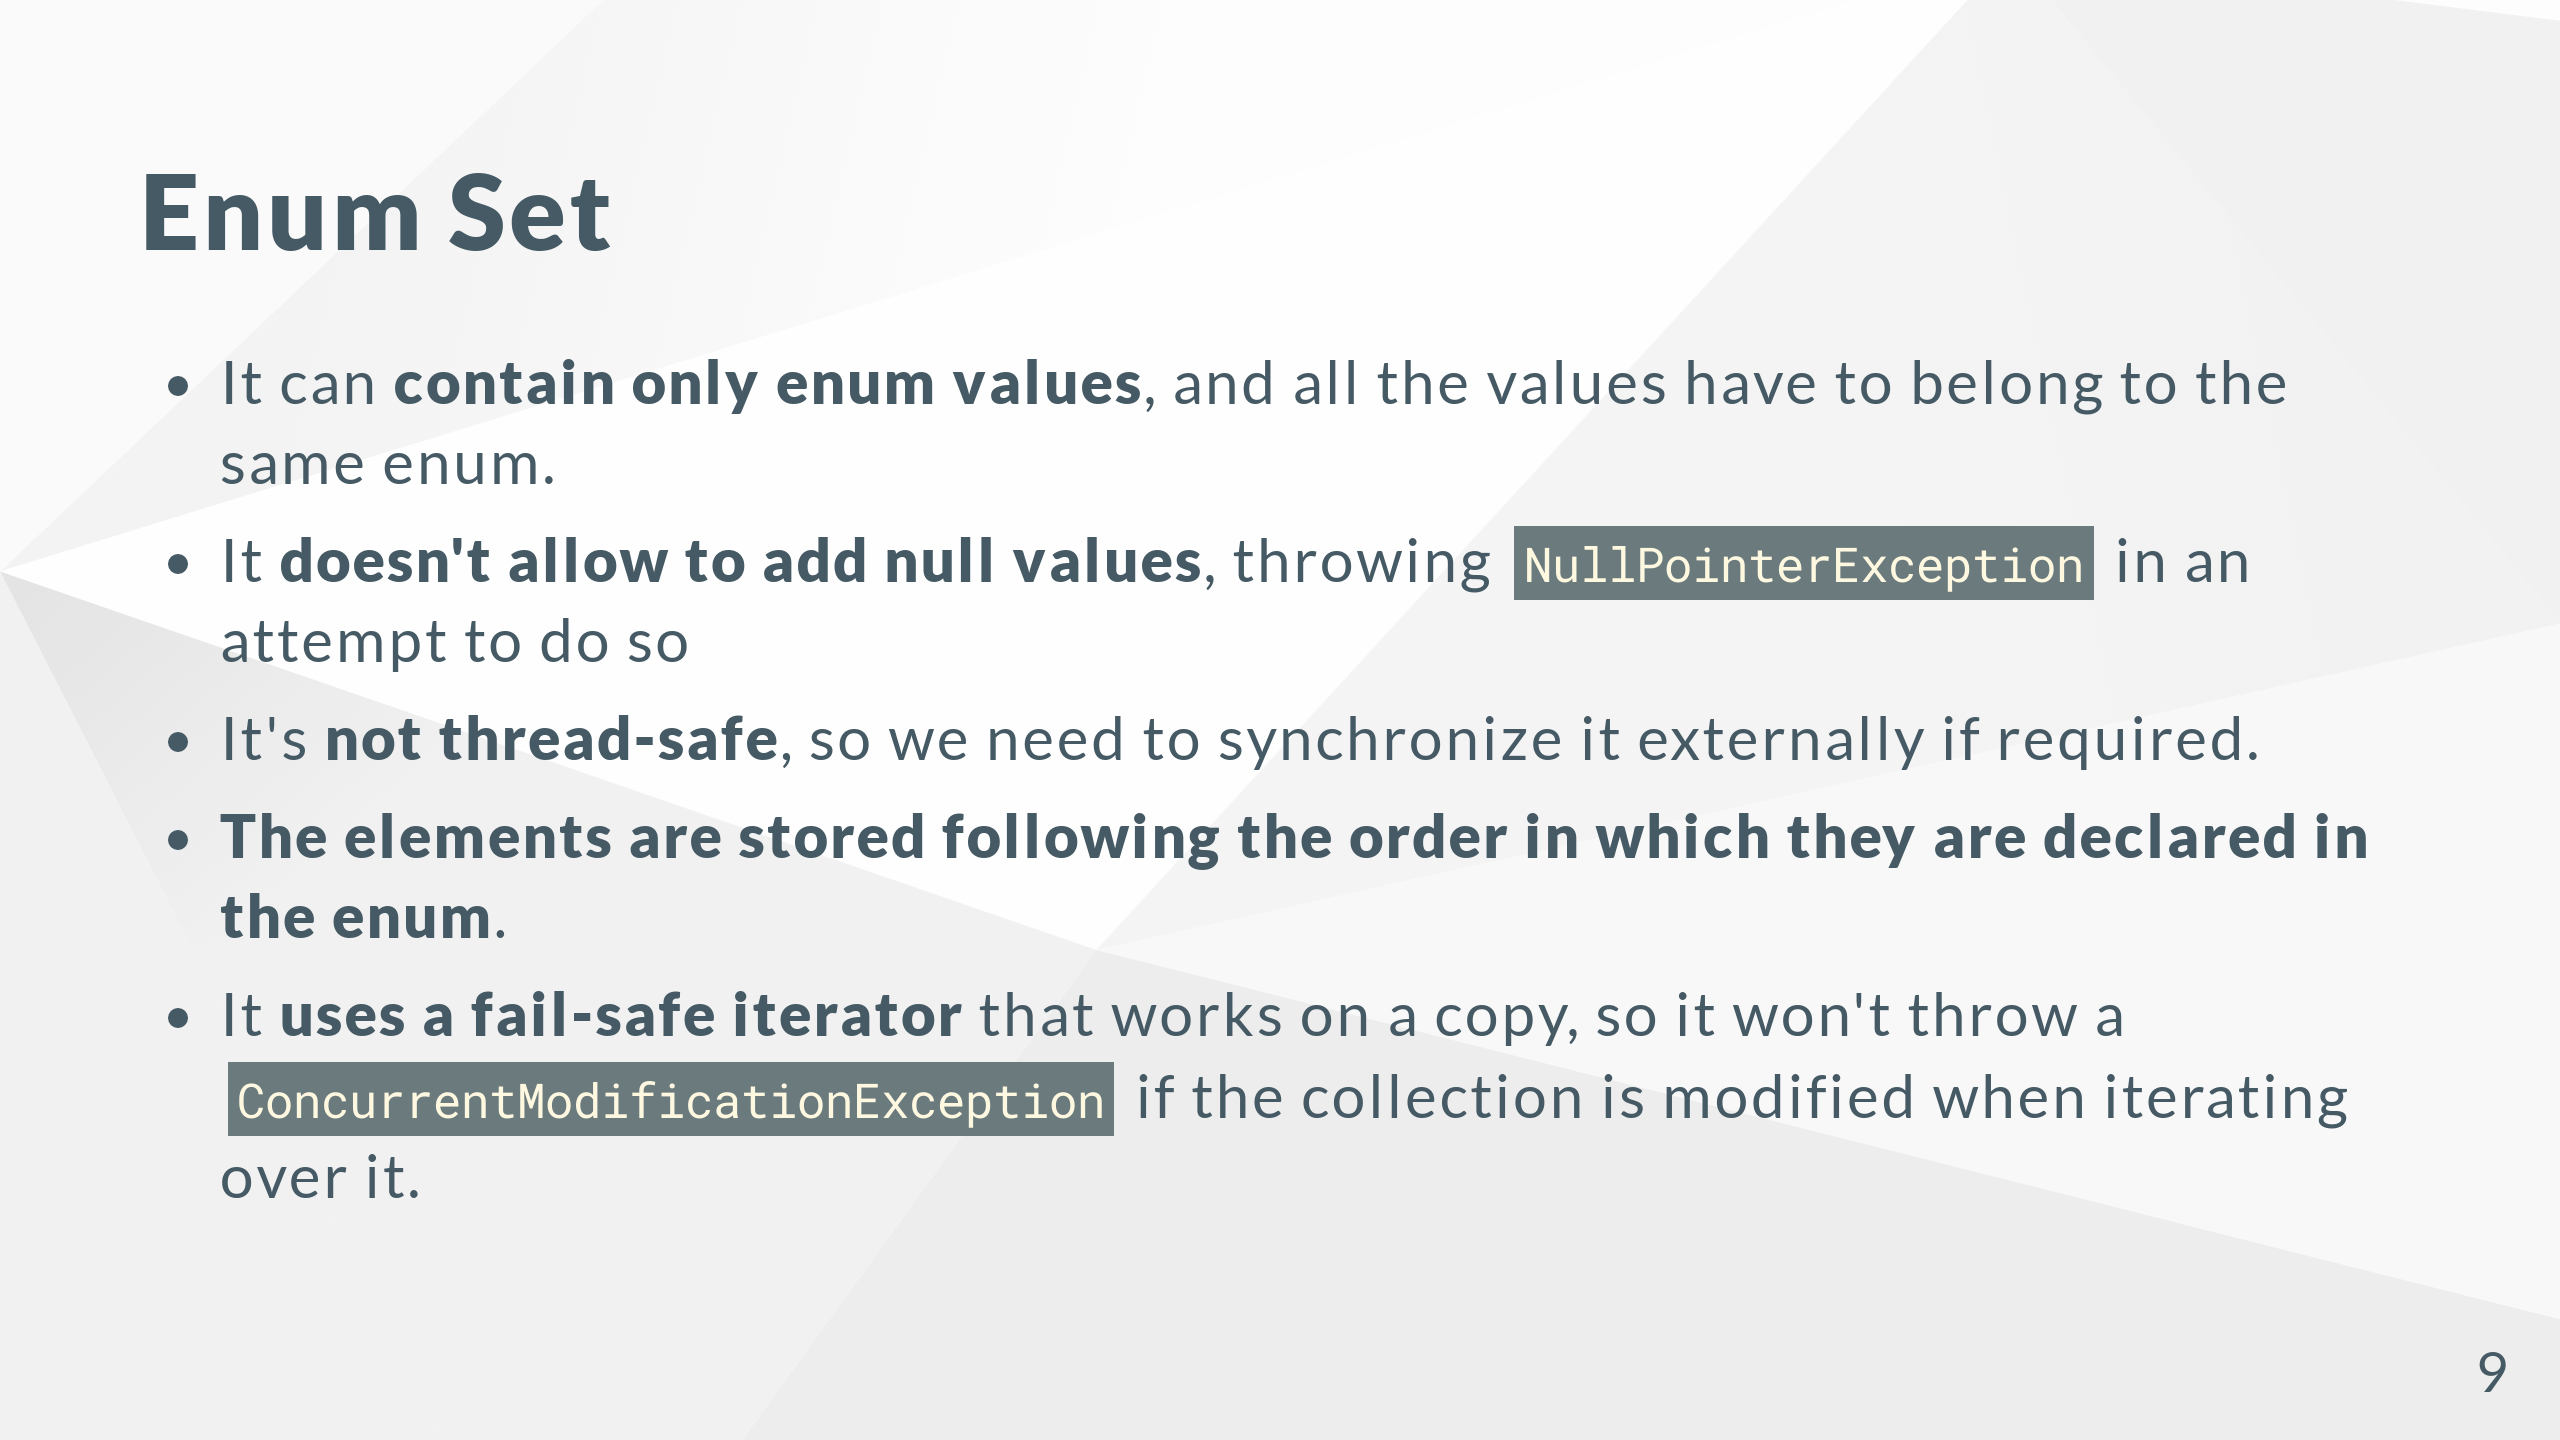 Enum Set
• It can contain only enum values, and all the values have to belong to the
same enum.
• It doesn't allow to add null values, throwing NullPointerException in an
attempt to do so
• It's not thread-safe, so we need to synchronize it externally if required.
• The elements are stored following the order in which they are declared in
the enum.
• It uses a fail-safe iterator that works on a copy, so it won't throw a
ConcurrentModificationException if the collection is modified when iterating
over it.
9